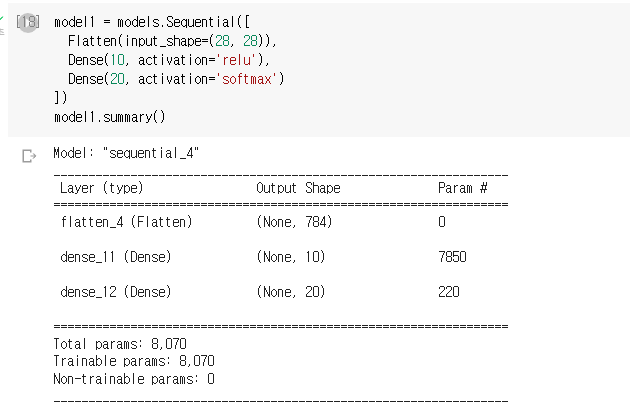 [18] model1 = models.Sequential([
Flatten(input_shape=(28, 28)),
Dense(10, activation='relu'),
Dense(20, activation='softmax')
])
model1.summary()
Model: "sequential_4"
Layer (type) Output Shape Param #
flatten_4 (Flatten) (None, 784) 0
dense_11 (Dense) (None, 10) 7850
dense_12 (Dense) (None, 20) 220
Total params: 8,070
Trainable params: 8,070
Non-trainable params: 0